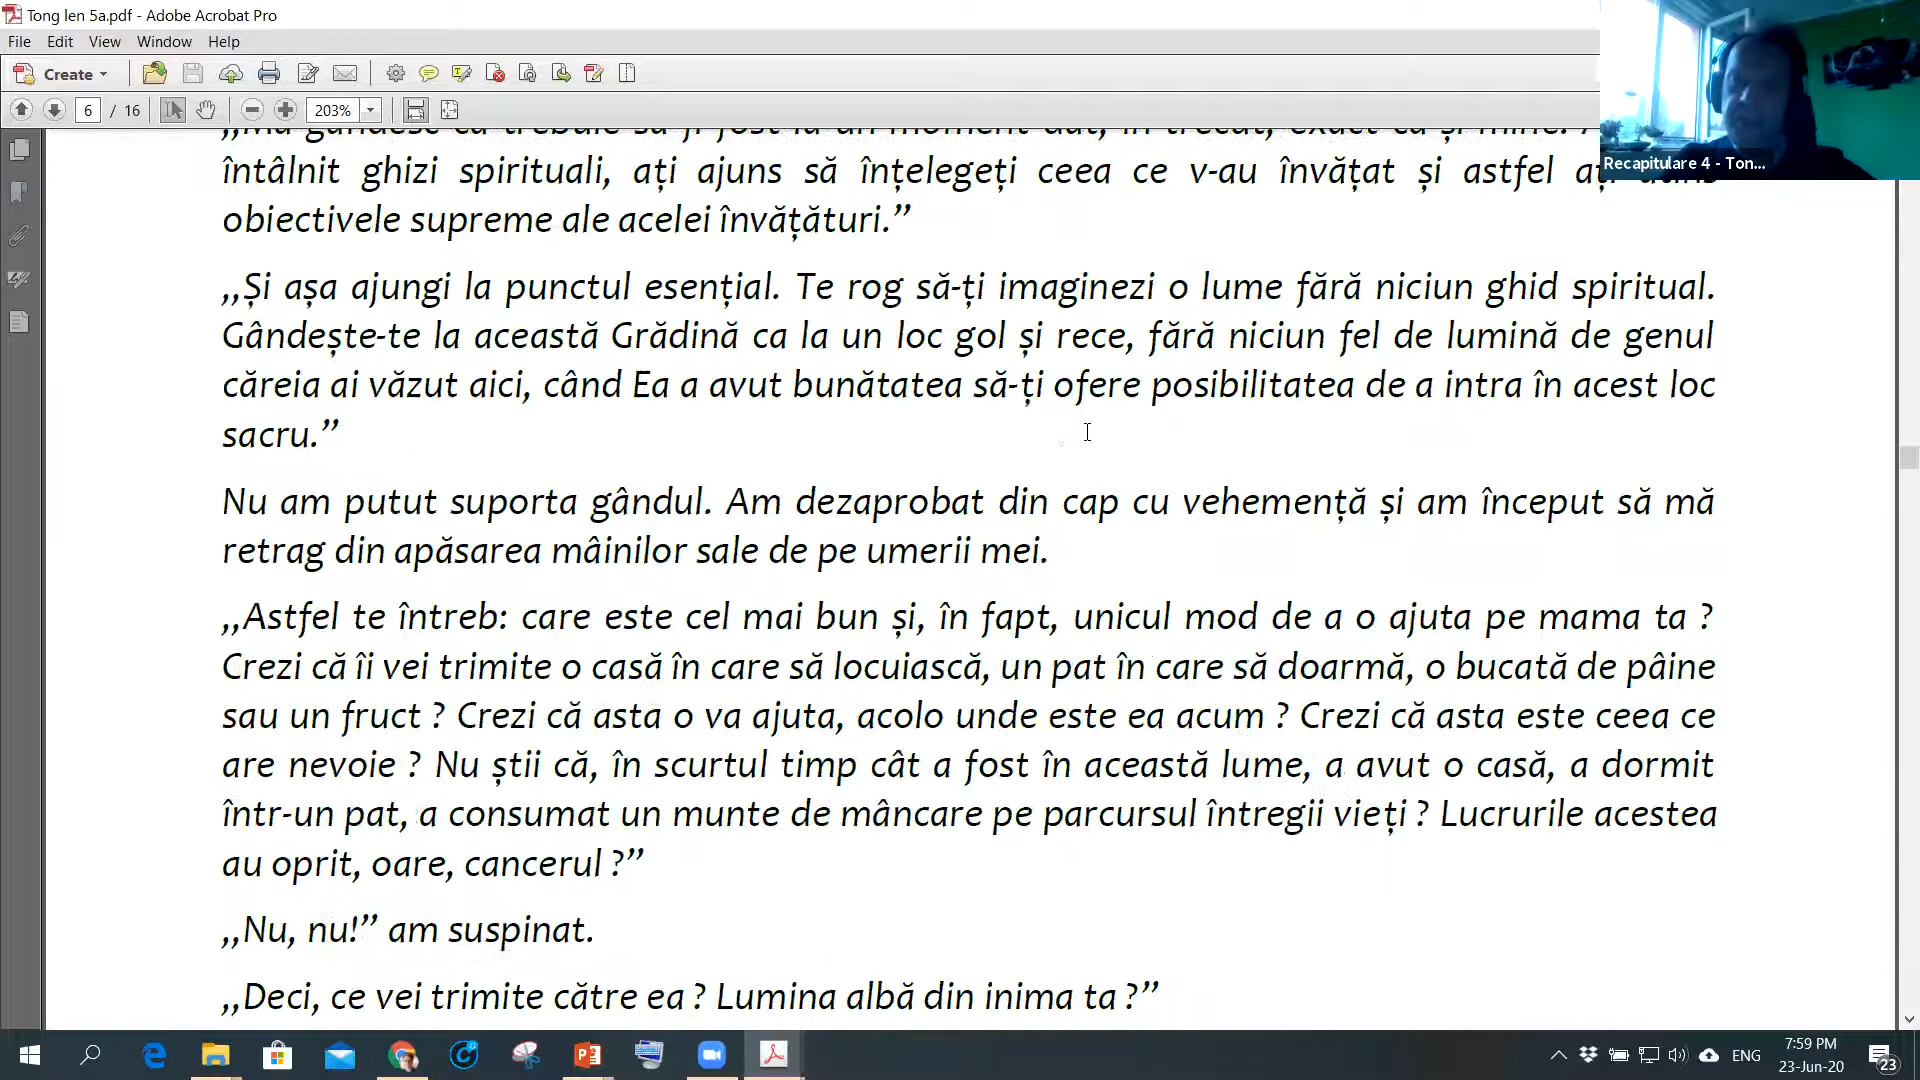 Tong len 5a.pdf - Adobe Acrobat Pro
File Edit View Window Help
Create
6 / 16 203%
Recapitulare 4 - Ton...
întâlnit ghizi spirituali, ați ajuns să înțelegeți ceea ce v-au învățat și astfel ați
obiectivele supreme ale acelei învățături.”
,,Și așa ajungi la punctul esențial. Te rog să-ți imaginezi o lume fără niciun ghid spiritual.
Gândește-te la această Grădină ca la un loc gol și rece, fără niciun fel de lumină de genul
căreia ai văzut aici, când Ea a avut bunătatea să-ți ofere posibilitatea de a intra în acest loc
sacru.”
Nu am putut suporta gândul. Am dezaprobat din cap cu vehemență și am început să mă
retrag din apăsarea mâinilor sale de pe umerii mei.
,,Astfel te întreb: care este cel mai bun și, în fapt, unicul mod de a o ajuta pe mama ta ?
Crezi că îi vei trimite o casă în care să locuiască, un pat în care să doarmă, o bucată de pâine
sau un fruct ? Crezi că asta o va ajuta, acolo unde este ea acum ? Crezi că asta este ceea ce
are nevoie ? Nu știi că, în scurtul timp cât a fost în această lume, a avut o casă, a dormit
într-un pat, a consumat un munte de mâncare pe parcursul întregii vieți ? Lucrurile acestea
au oprit, oare, cancerul ?”
,,Nu, nu!” am suspinat.
,,Deci, ce vei trimite către ea ? Lumina albă din inima ta ?”
ENG
7:59 PM
23-Jun-20
23